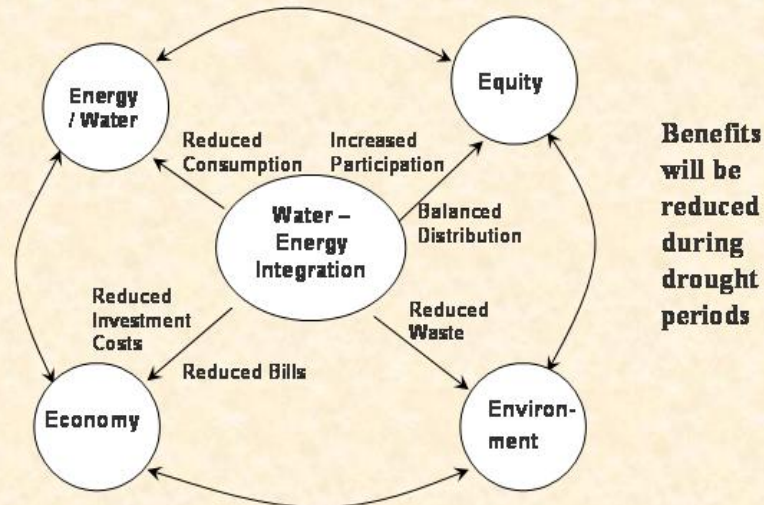 Energy
/ Water
Equity
Reduced
Consumption
Increased
Participation
Water –
Energy
Integration
Balanced
Distribution
Reduced
Investment
Costs
Reduced Bills
Reduced
Waste
Economy
Environ-
ment
Benefits
will be
reduced
during
drought
periods